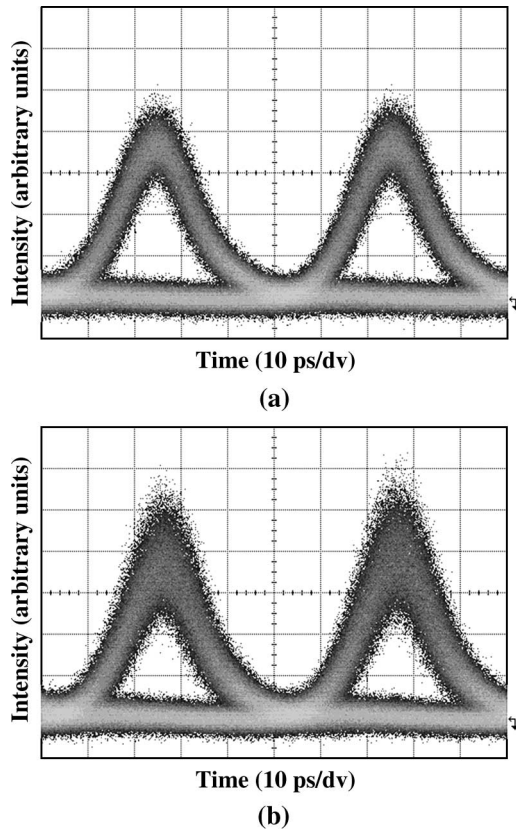 Intensity (arbitrary units)
Time (10 ps/dv)
(a)
Intensity (arbitrary units)
Time (10 ps/dv)
(b)